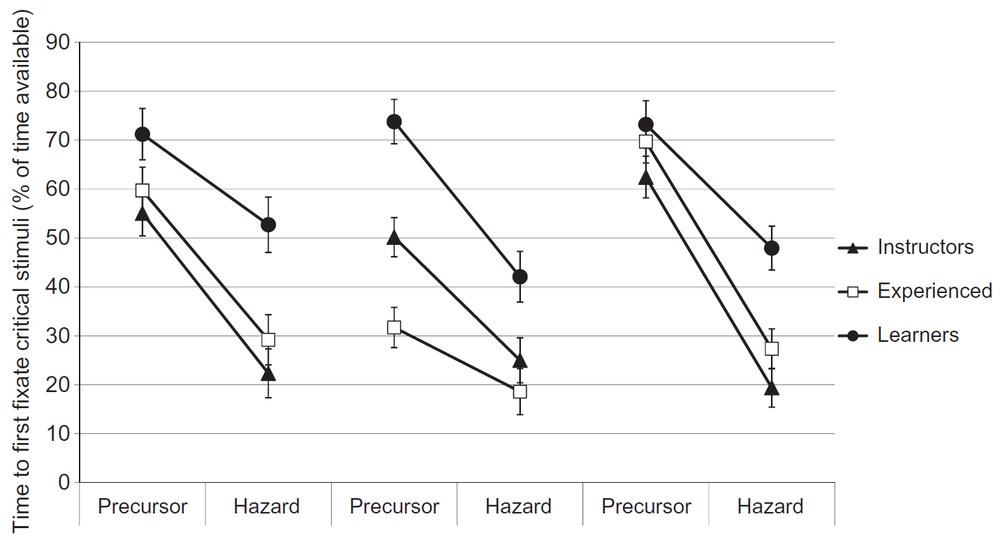 Time to first fixate critical stimuli (% of time available)
90
80
70
60
50
40
30
20
10
0
Precursor Hazard Precursor Hazard Precursor Hazard
Instructors
Experienced
Learners